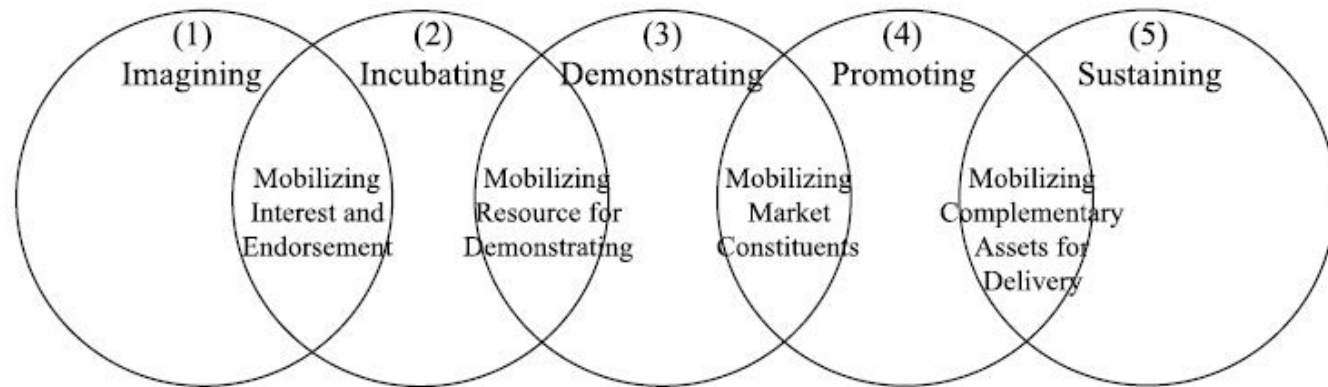 (1)
Imagining
(2)
Incubating
(3)
Demonstrating
(4)
Promoting
(5)
Sustaining
Mobilizing
Interest and
Endorsement
Mobilizing
Resource for
Demonstrating
Mobilizing
Market
Constituents
Mobilizing
Complementary
Assets for
Delivery